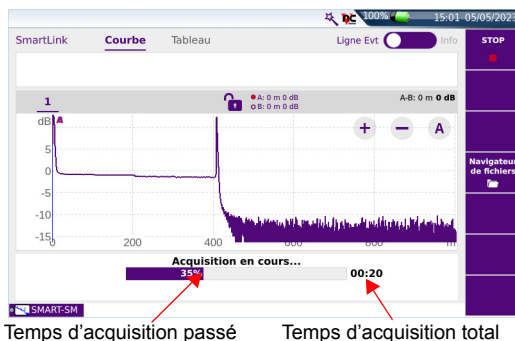 100% 15:01 05/05/2023
SmartLink Courbe Tableau Ligne Evt Info STOP
1 A: 0 m 0 dB A-B: 0 m 0 dB
B: 0 m 0 dB
dB A + − A
5
0
-5
-10
-15
0 200 400 600 800 m
Navigateur
de fichiers
Acquisition en cours...
35% 00:20
SMART-SM
Temps d'acquisition passé Temps d'acquisition total